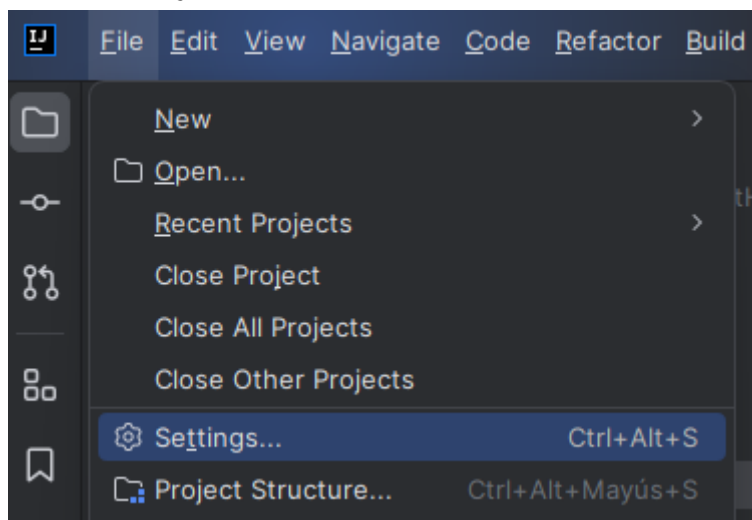 IJ
File Edit View Navigate Code Refactor Build
New
Open...
Recent Projects
Close Project
Close All Projects
Close Other Projects
Settings... Ctrl+Alt+S
Project Structure... Ctrl+Alt+Mayús+S